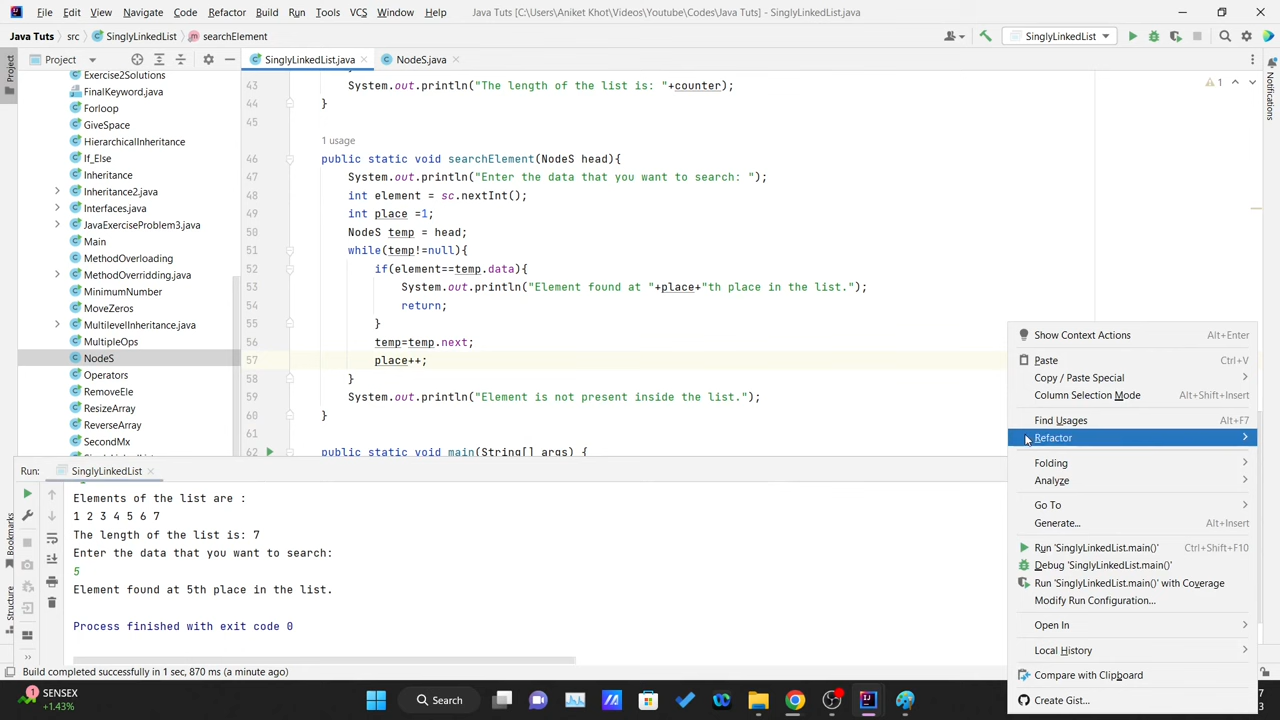 File Edit View Navigate Code Refactor Build Run Tools VCS Window Help Java Tuts [C:\Users\Aniket Khot\Videos\Youtube\Codes\Java Tuts] - SinglyLinkedList.java
Java Tuts src SinglyLinkedList searchElement SinglyLinkedList
Project SinglyLinkedList.java NodeS.java
Project
Notifications
Bookmarks
Structure
Exercise2Solutions
FinalKeyword.java
Forloop
GiveSpace
HierarchicalInheritance
If_Else
Inheritance
Inheritance2.java
Interfaces.java
JavaExerciseProblem3.java
Main
MethodOverloading
MethodOverridding.java
MinimumNumber
MoveZeros
MultilevelInheritance.java
MultipleOps
NodeS
Operators
RemoveEle
ResizeArray
ReverseArray
SecondMx
1
43 System.out.println("The length of the list is: "+counter);
44 }
45
1 usage
46 public static void searchElement(NodeS head){
47 System.out.println("Enter the data that you want to search: ");
48 int element = sc.nextInt();
49 int place =1;
50 NodeS temp = head;
51 while(temp!=null){
52 if(element==temp.data){
53 System.out.println("Element found at "+place+"th place in the list.");
54 return;
55 }
56 temp=temp.next;
57 place++;
58 }
59 System.out.println("Element is not present inside the list.");
60 }
61
62 public static void main(String[] args) {
Show Context Actions Alt+Enter
Paste Ctrl+V
Copy / Paste Special
Column Selection Mode Alt+Shift+Insert
Find Usages Alt+F7
Refactor
Folding
Analyze
Go To
Generate... Alt+Insert
Run 'SinglyLinkedList.main()' Ctrl+Shift+F10
Debug 'SinglyLinkedList.main()'
Run 'SinglyLinkedList.main()' with Coverage
Modify Run Configuration...
Open In
Local History
Compare with Clipboard
Create Gist...
Run: SinglyLinkedList
Elements of the list are :
1 2 3 4 5 6 7
The length of the list is: 7
Enter the data that you want to search:
5
Element found at 5th place in the list.
Process finished with exit code 0
Build completed successfully in 1 sec, 870 ms (a minute ago)
1 SENSEX
+1.43%
Search